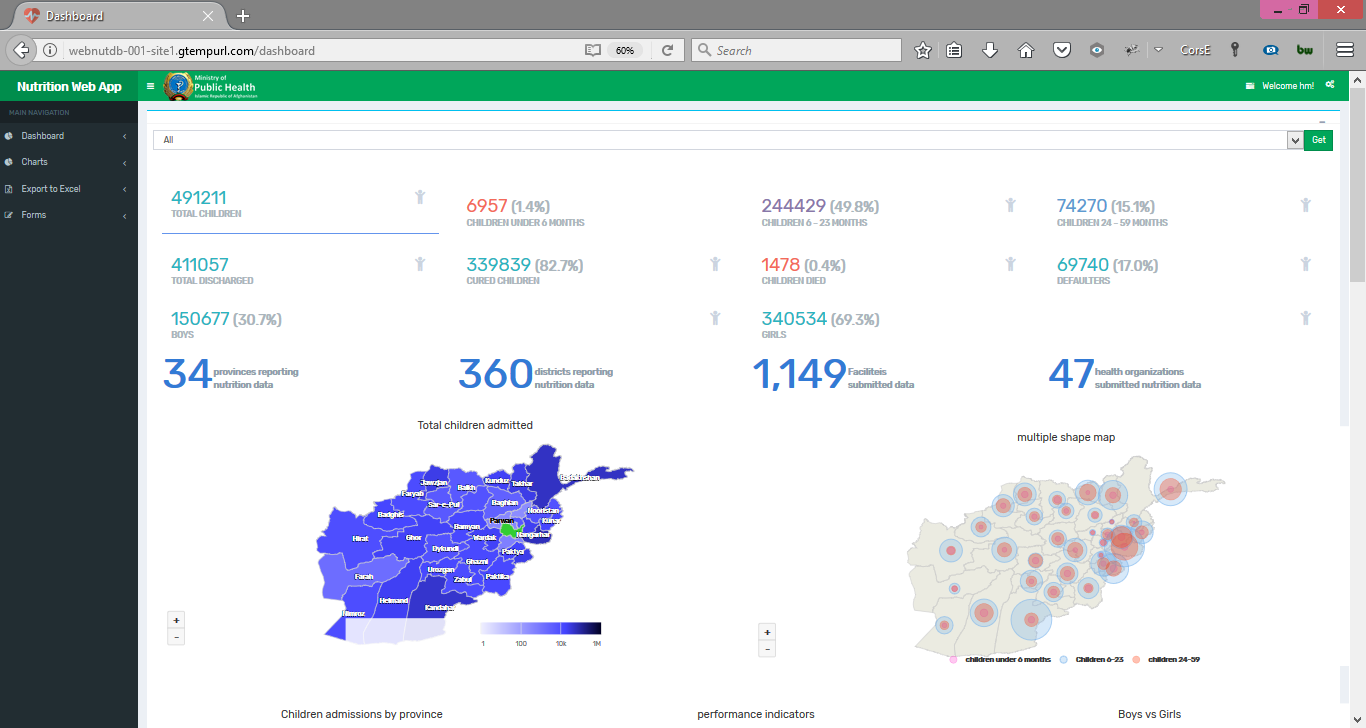 Dashboard
webnutdb-001-site1.gtempurl.com/dashboard
60%
Search
CorsE
bw
Nutrition Web App
Ministry of
Public Health
Islamic Republic of Afghanistan
Welcome hm!
MAIN NAVIGATION
Dashboard
Charts
Export to Excel
Forms
All
Get
491211
TOTAL CHILDREN
6957 (1.4%)
CHILDREN UNDER 6 MONTHS
244429 (49.8%)
CHILDREN 6 - 23 MONTHS
74270 (15.1%)
CHILDREN 24 - 59 MONTHS
411057
TOTAL DISCHARGED
339839 (82.7%)
CURED CHILDREN
1478 (0.4%)
CHILDREN DIED
69740 (17.0%)
DEFAULTERS
150677 (30.7%)
BOYS
340534 (69.3%)
GIRLS
34 provinces reporting
nutrition data
360 districts reporting
nutrition data
1,149 Faciliteis
submitted data
47 health organizations
submitted nutrition data
Total children admitted
Badakhshan
Jawzjan
Balkh
Kunduz
Takhar
Faryab
Sar-e-Pul
Baghlan
Badghis
Nooristan
Parwan
Kunar
Bamyan
Hirat
Ghor
Wardak
Nangarhar
Dykundi
Paktya
Ghazni
Farah
Urozgan
Zabul
Paktika
Helmand
Kandahar
Nimroz
+
-
1 100 10k 1M
multiple shape map
+
-
children under 6 months Children 6-23 children 24-59
Children admissions by province
performance indicators
Boys vs Girls